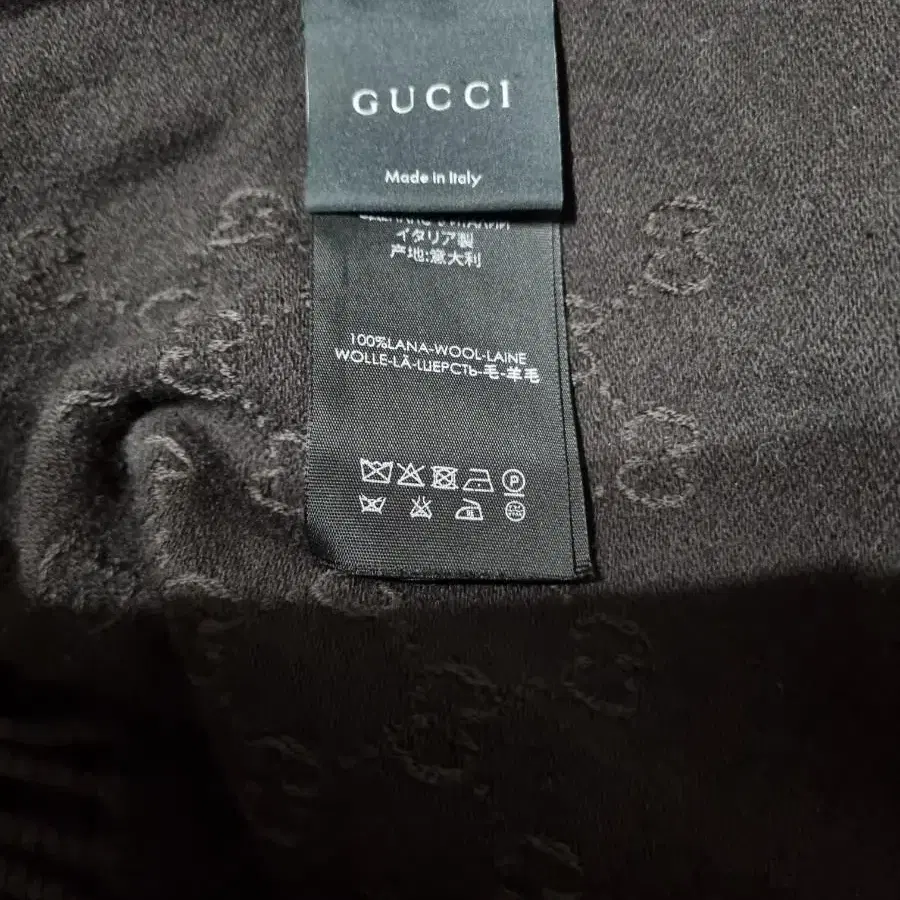 GUCCI
Made in Italy
イタリア製
产地:意大利
100%LANA-WOOL-LAINE
WOLLE-LÃ-ШЕРСТЬ-毛-羊毛
P